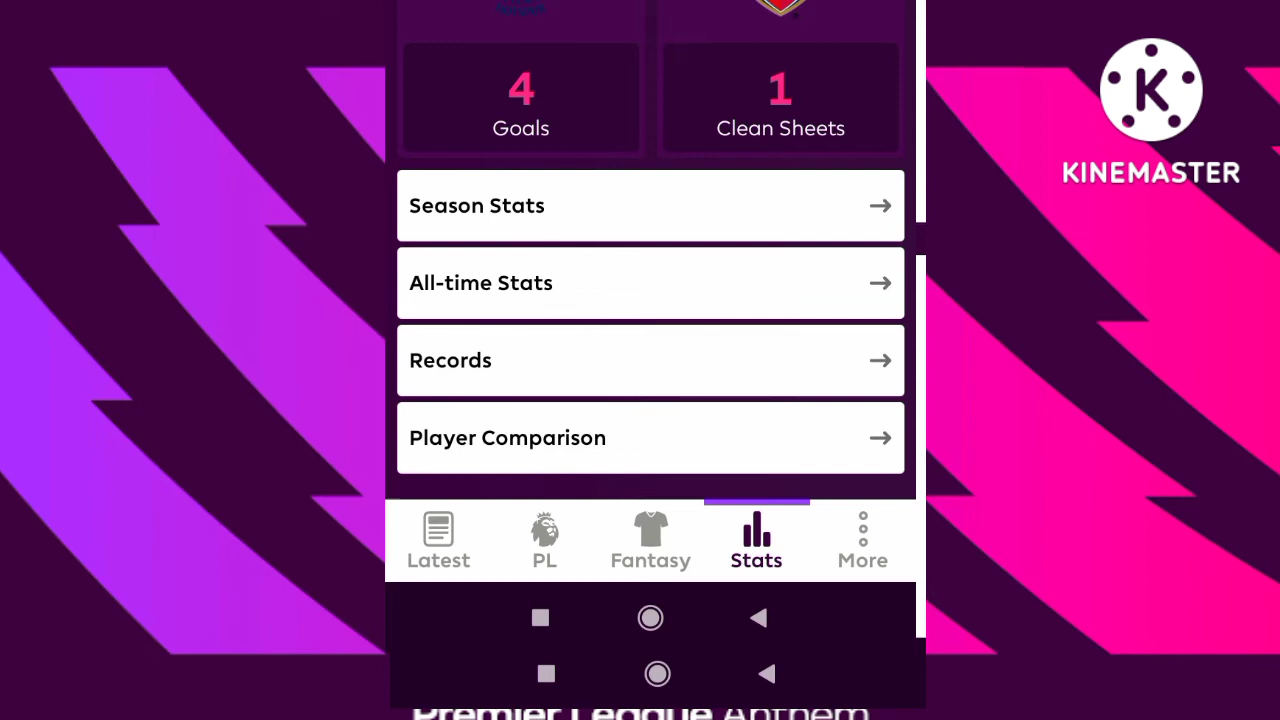 4
Goals
1
Clean Sheets
K
KINEMASTER
Season Stats
All-time Stats
Records
Player Comparison
Latest
PL
Fantasy
Stats
More
Premier League Anthem